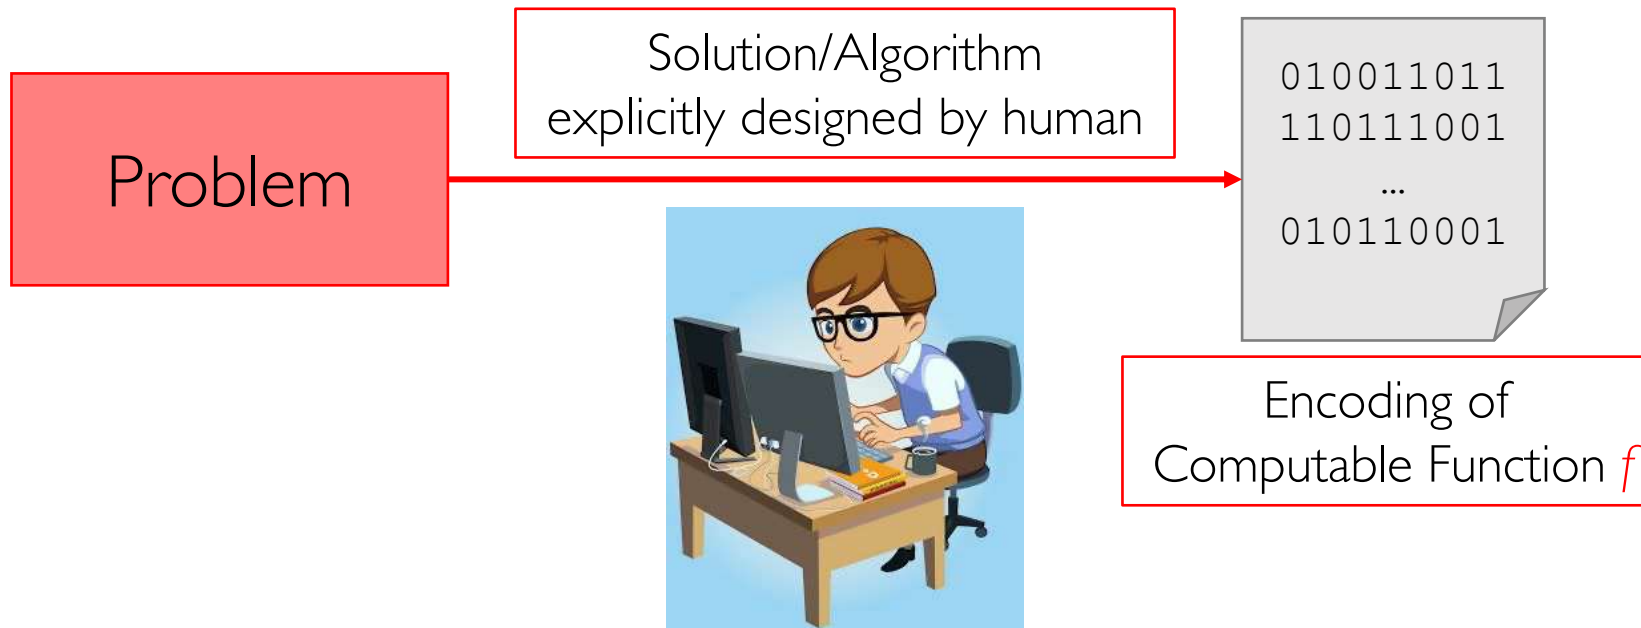 Problem
Solution/Algorithm
explicitly designed by human
010011011
110111001
...
010110001
Encoding of
Computable Function f